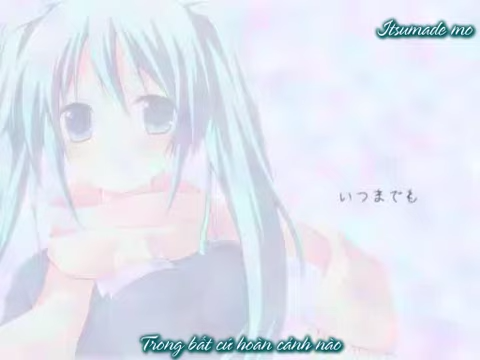 Itsumade mo
いつまでも
Trong bất cứ hoàn cảnh nào